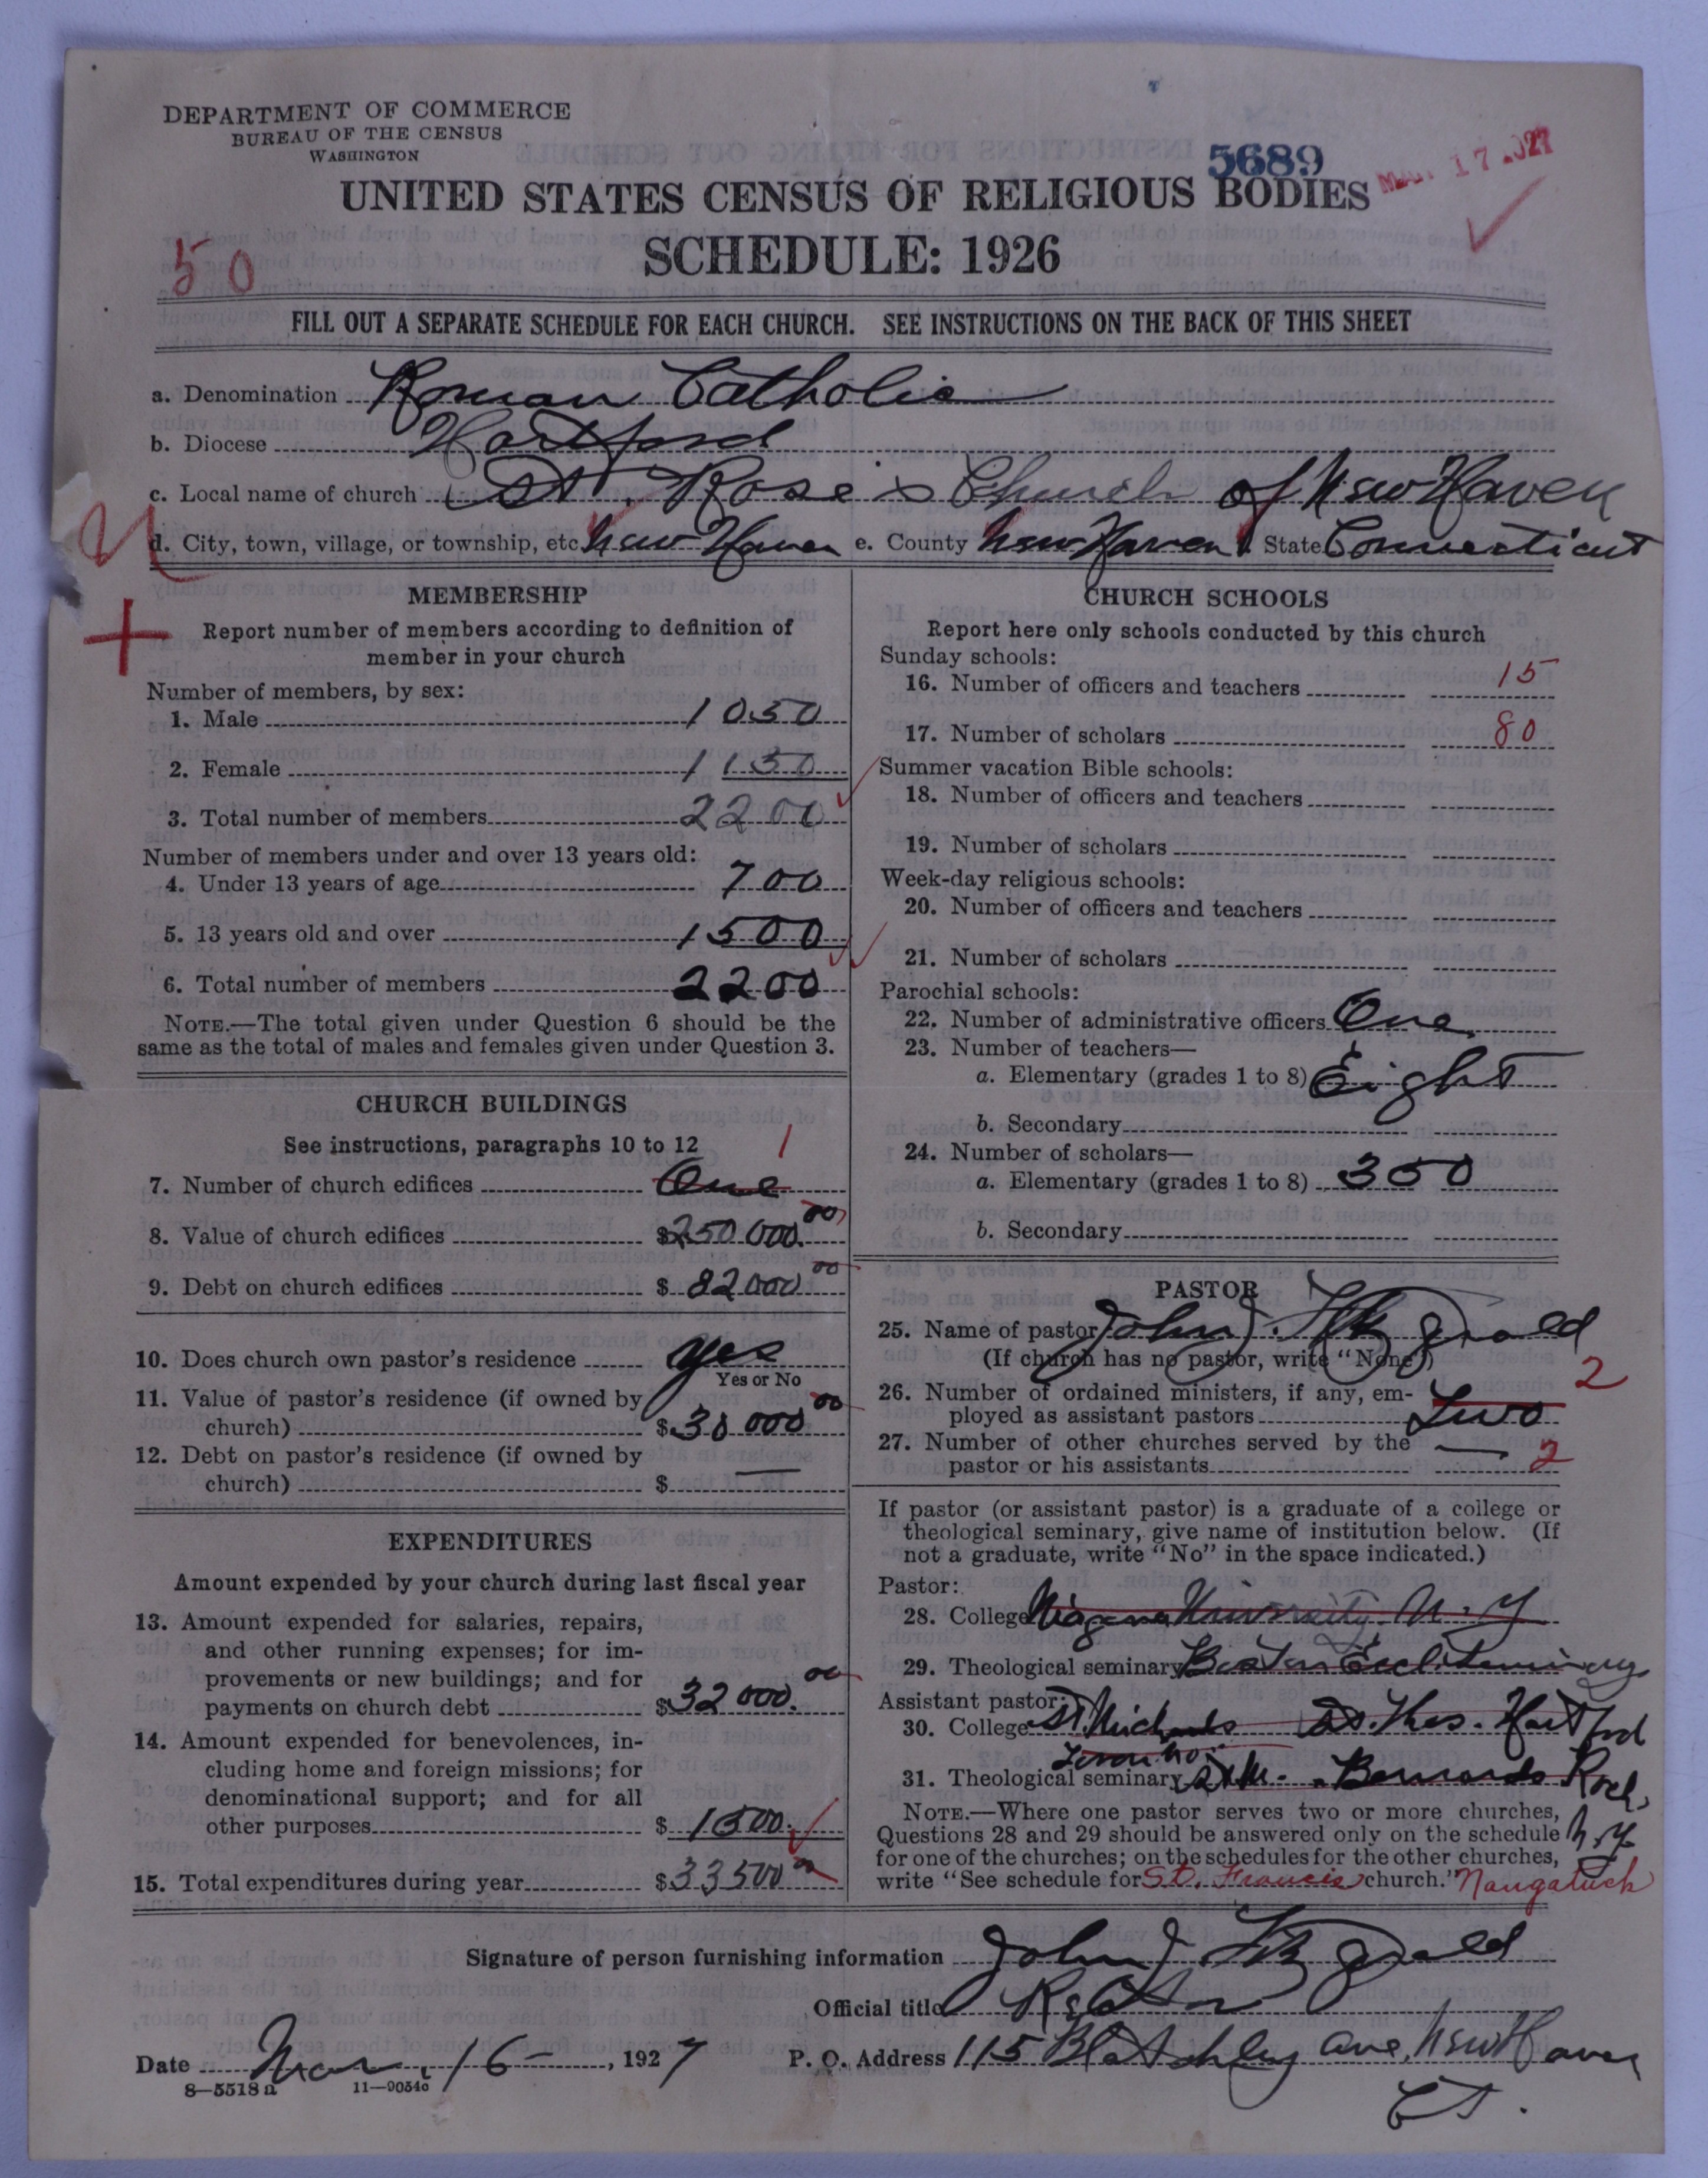 DEPARTMENT OF COMMERCE
BUREAU OF THE CENSUS
WASHINGTON
5689
17 1927
UNITED STATES CENSUS OF RELIGIOUS BODIES
SCHEDULE: 1926
50
FILL OUT A SEPARATE SCHEDULE FOR EACH CHURCH. SEE INSTRUCTIONS ON THE BACK OF THIS SHEET
a. Denomination Roman Catholic
b. Diocese Hartford
c. Local name of church St. Rose's Church of New Haven
d. City, town, village, or township, etc New Haven e. County New Haven State Connecticut
MEMBERSHIP
Report number of members according to definition of
member in your church
Number of members, by sex:
1. Male 1050
2. Female 1150
3. Total number of members 2200
Number of members under and over 13 years old:
4. Under 13 years of age 700
5. 13 years old and over 1500
6. Total number of members 2200
NOTE.—The total given under Question 6 should be the
same as the total of males and females given under Question 3.
CHURCH BUILDINGS
See instructions, paragraphs 10 to 12 1
7. Number of church edifices One
8. Value of church edifices $250 000.00
9. Debt on church edifices $ 82 000 00
10. Does church own pastor's residence Yes
Yes or No
11. Value of pastor's residence (if owned by
church) $ 30 000 00
12. Debt on pastor's residence (if owned by
church) $ —
EXPENDITURES
Amount expended by your church during last fiscal year
13. Amount expended for salaries, repairs,
and other running expenses; for im-
provements or new buildings; and for
payments on church debt $32 000.00
14. Amount expended for benevolences, in-
cluding home and foreign missions; for
denominational support; and for all
other purposes $ 1500.
15. Total expenditures during year $33500 00
CHURCH SCHOOLS
Report here only schools conducted by this church
Sunday schools:
16. Number of officers and teachers 15
17. Number of scholars 80
Summer vacation Bible schools:
18. Number of officers and teachers
19. Number of scholars
Week-day religious schools:
20. Number of officers and teachers
21. Number of scholars
Parochial schools:
22. Number of administrative officers One
23. Number of teachers—
a. Elementary (grades 1 to 8) Eight
b. Secondary
24. Number of scholars—
a. Elementary (grades 1 to 8) 350
b. Secondary
PASTOR
25. Name of pastor John J. Fitzgerald
(If church has no pastor, write "None")
26. Number of ordained ministers, if any, em- 2
ployed as assistant pastors Two
27. Number of other churches served by the —
pastor or his assistants 2
If pastor (or assistant pastor) is a graduate of a college or
theological seminary, give name of institution below. (If
not a graduate, write "No" in the space indicated.)
Pastor:
28. College Niagara University N.Y
29. Theological seminary Boston Eccl. Seminary
Assistant pastor:
30. College St. Michaels St. Thos. Hartford
Toronto
31. Theological seminary Bernards Roch,
N.Y.
NOTE.—Where one pastor serves two or more churches,
Questions 28 and 29 should be answered only on the schedule
for one of the churches; on the schedules for the other churches,
write "See schedule for St. Francis church." Naugatuck
Signature of person furnishing information John J. Fitzgerald
Official title Rector
Date Mar. 16 —, 1927 P. O. Address 115 Blatchley ave, New Haven
Ct.
8—5518a 11—9054c